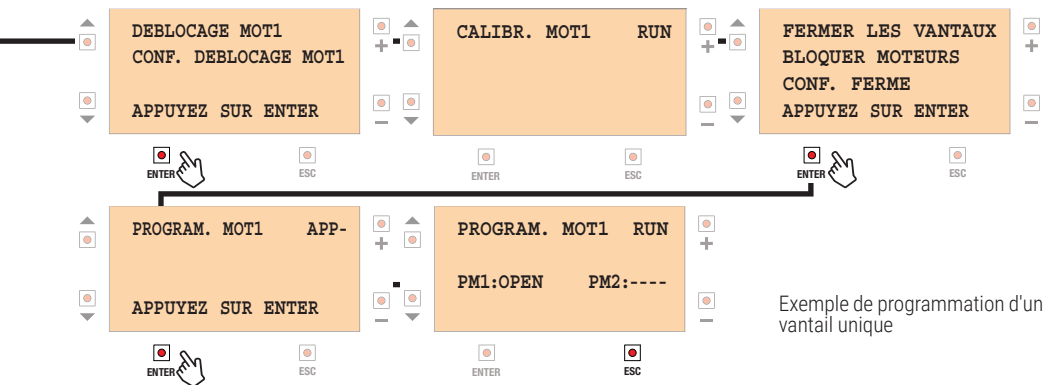 DEBLOCAGE MOT1
CONF. DEBLOCAGE MOT1
APPUYEZ SUR ENTER
+
−
ENTER
ESC
CALIBR. MOT1 RUN
+
−
ENTER
ESC
FERMER LES VANTAUX
BLOQUER MOTEURS
CONF. FERME
APPUYEZ SUR ENTER
+
−
ENTER
ESC
PROGRAM. MOT1 APP-
APPUYEZ SUR ENTER
+
−
ENTER
ESC
PROGRAM. MOT1 RUN
PM1:OPEN PM2:----
+
−
ENTER
ESC
Exemple de programmation d'un
vantail unique